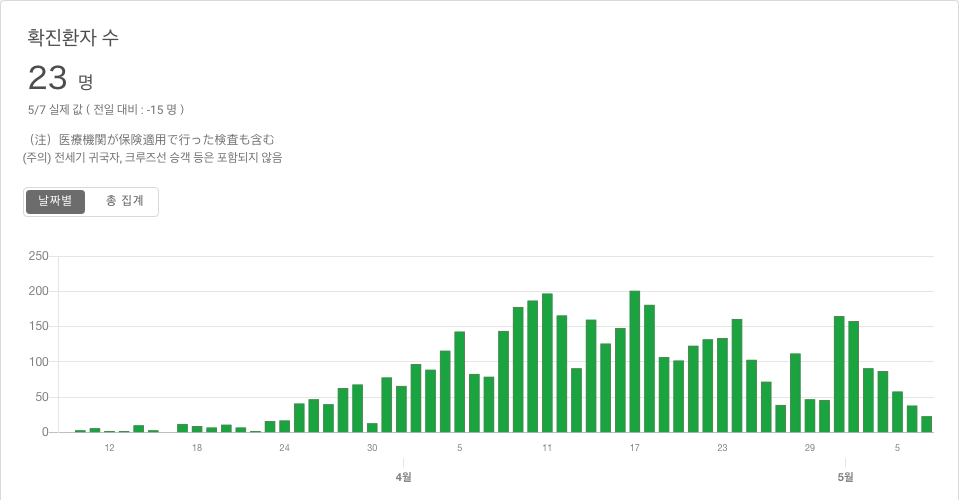 확진환자 수
23 명
5/7 실제 값 ( 전일 대비 : -15 명 )
（注）医療機関が保険適用で行った検査も含む
(주의) 전세기 귀국자, 크루즈선 승객 등은 포함되지 않음
날짜별 총 집계
250
200
150
100
50
0
12 18 24 30 5 11 17 23 29 5
4월 5월